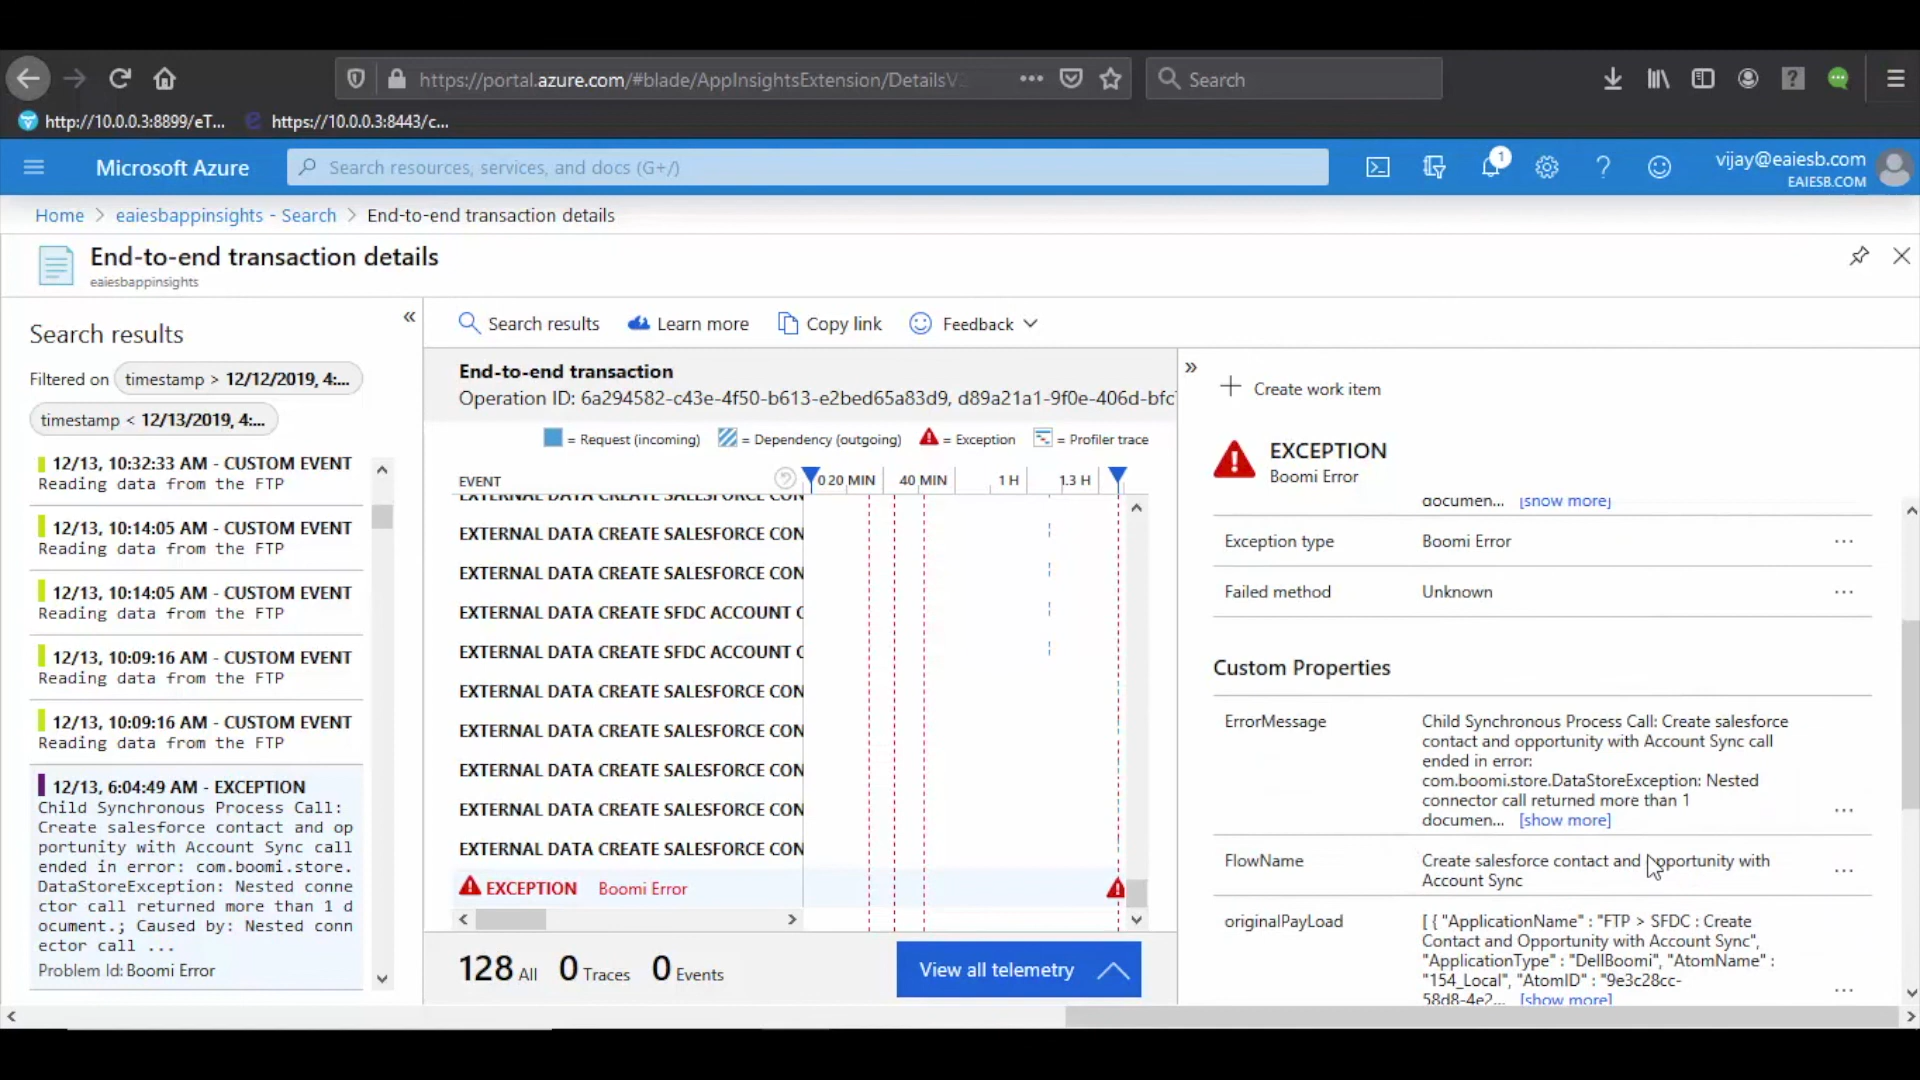 https://portal.azure.com/#blade/AppInsightsExtension/DetailsV2
Search
http://10.0.0.3:8899/eT...
https://10.0.0.3:8443/c...
Microsoft Azure
Search resources, services, and docs (G+/)
1
vijay@eaiesb.com
EAIESB.COM
Home > eaiesbappinsights - Search > End-to-end transaction details
End-to-end transaction details
eaiesbappinsights
Search results
Filtered on
timestamp > 12/12/2019, 4:...
timestamp < 12/13/2019, 4:...
12/13, 10:32:33 AM - CUSTOM EVENT
Reading data from the FTP
12/13, 10:14:05 AM - CUSTOM EVENT
Reading data from the FTP
12/13, 10:14:05 AM - CUSTOM EVENT
Reading data from the FTP
12/13, 10:09:16 AM - CUSTOM EVENT
Reading data from the FTP
12/13, 10:09:16 AM - CUSTOM EVENT
Reading data from the FTP
12/13, 6:04:49 AM - EXCEPTION
Child Synchronous Process Call:
Create salesforce contact and op
portunity with Account Sync call
ended in error: com.boomi.store.
DataStoreException: Nested conne
ctor call returned more than 1 d
ocument.; Caused by: Nested conn
ector call ...
Problem Id: Boomi Error
Search results
Learn more
Copy link
Feedback
End-to-end transaction
Operation ID: 6a294582-c43e-4f50-b613-e2bed65a83d9, d89a21a1-9f0e-406d-bfc
= Request (incoming)
= Dependency (outgoing)
= Exception
= Profiler trace
EVENT
0 20 MIN
40 MIN
1 H
1.3 H
EXTERNAL DATA CREATE SALESFORCE CON
EXTERNAL DATA CREATE SALESFORCE CON
EXTERNAL DATA CREATE SALESFORCE CON
EXTERNAL DATA CREATE SFDC ACCOUNT C
EXTERNAL DATA CREATE SFDC ACCOUNT C
EXTERNAL DATA CREATE SALESFORCE CON
EXTERNAL DATA CREATE SALESFORCE CON
EXTERNAL DATA CREATE SALESFORCE CON
EXTERNAL DATA CREATE SALESFORCE CON
EXTERNAL DATA CREATE SALESFORCE CON
EXCEPTION Boomi Error
128 All 0 Traces 0 Events
View all telemetry
Create work item
EXCEPTION
Boomi Error
documen... [show more]
Exception type
Boomi Error
...
Failed method
Unknown
...
Custom Properties
ErrorMessage
Child Synchronous Process Call: Create salesforce
contact and opportunity with Account Sync call
ended in error:
com.boomi.store.DataStoreException: Nested
connector call returned more than 1
documen... [show more]
...
FlowName
Create salesforce contact and opportunity with
Account Sync
...
originalPayLoad
[ { "ApplicationName" : "FTP > SFDC : Create
Contact and Opportunity with Account Sync",
"ApplicationType" : "DellBoomi", "AtomName" :
"154_Local", "AtomID" : "9e3c28cc-
58d8-4e2... [show more]
...